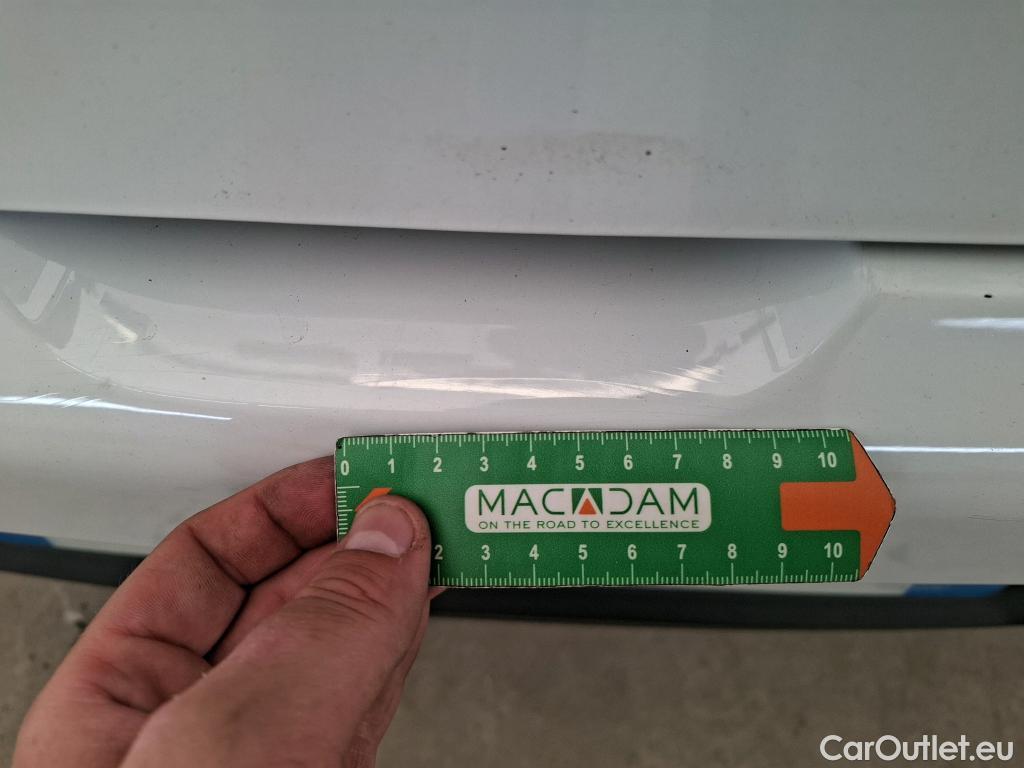 0 1 2 3 4 5 6 7 8 9 10
MACADAM
ON THE ROAD TO EXCELLENCE
2 3 4 5 6 7 8 9 10
CarOutlet.eu